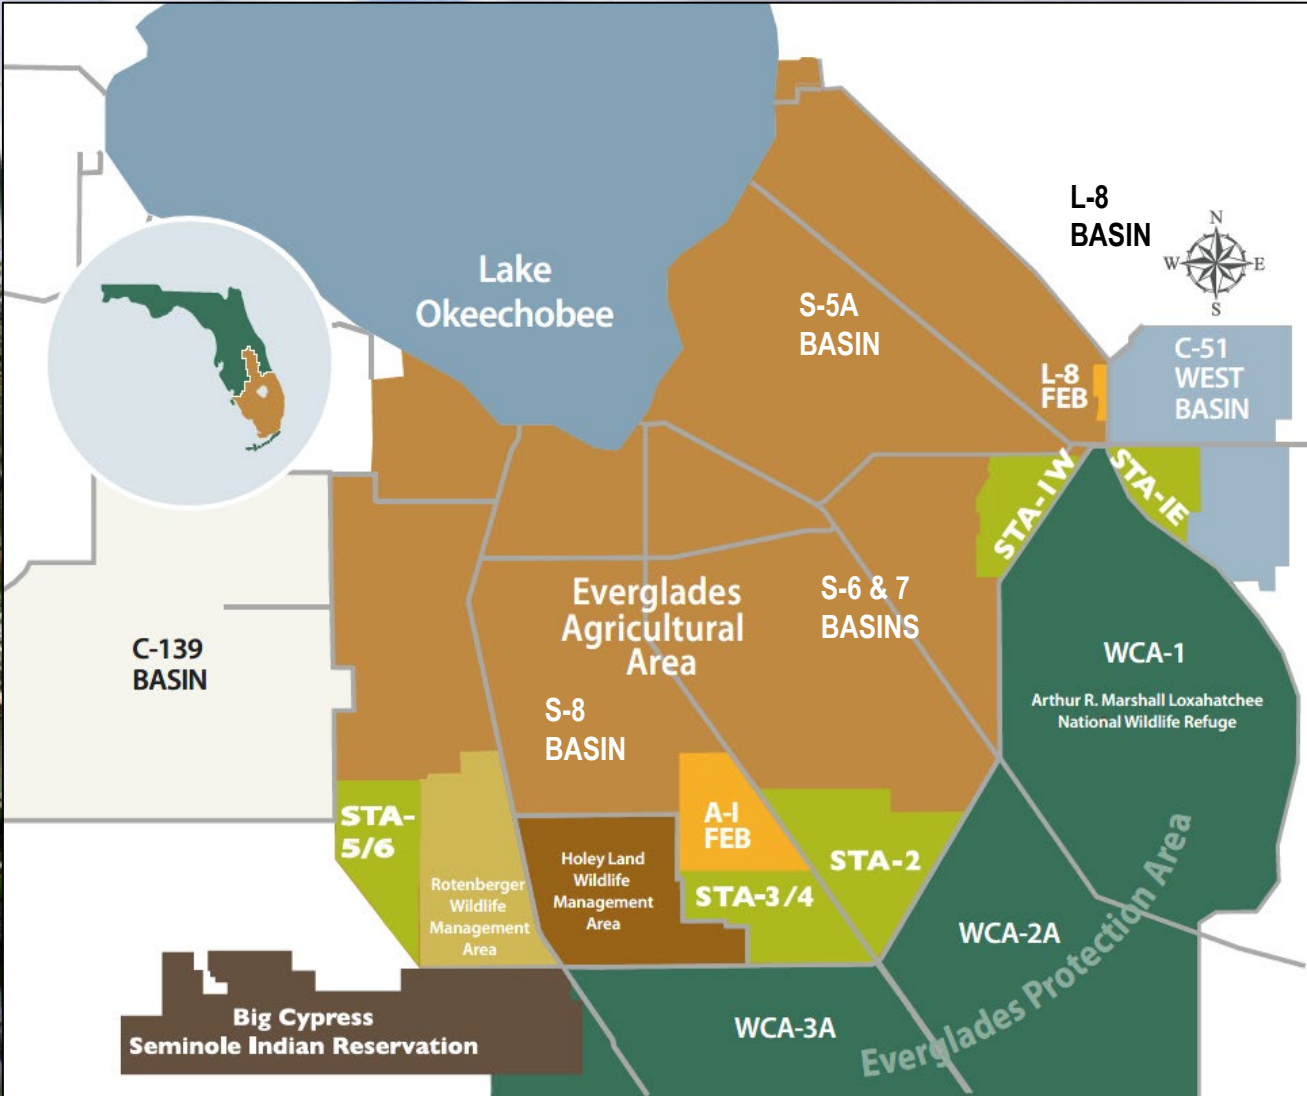 L-8
BASIN
N
W
E
S
Lake
Okeechobee
S-5A
BASIN
C-51
WEST
BASIN
L-8
FEB
STA-1W
STA-1E
Everglades
Agricultural
Area
S-6 & 7
BASINS
C-139
BASIN
WCA-1
Arthur R. Marshall Loxahatchee
National Wildlife Refuge
S-8
BASIN
A-1
FEB
STA-
5/6
STA-2
Holey Land
Wildlife
Management
Area
Rotenberger
Wildlife
Management
Area
STA-3/4
WCA-2A
Everglades Protection Area
Big Cypress
Seminole Indian Reservation
WCA-3A